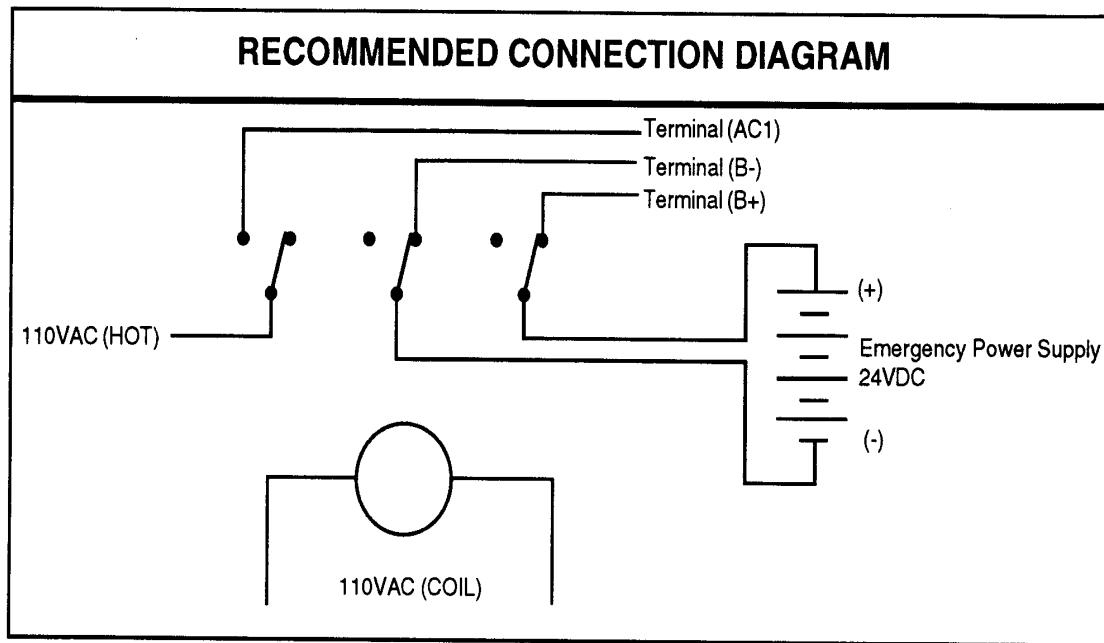 RECOMMENDED CONNECTION DIAGRAM
Terminal (AC1)
Terminal (B-)
Terminal (B+)
110VAC (HOT)
(+)
Emergency Power Supply
24VDC
(-)
110VAC (COIL)